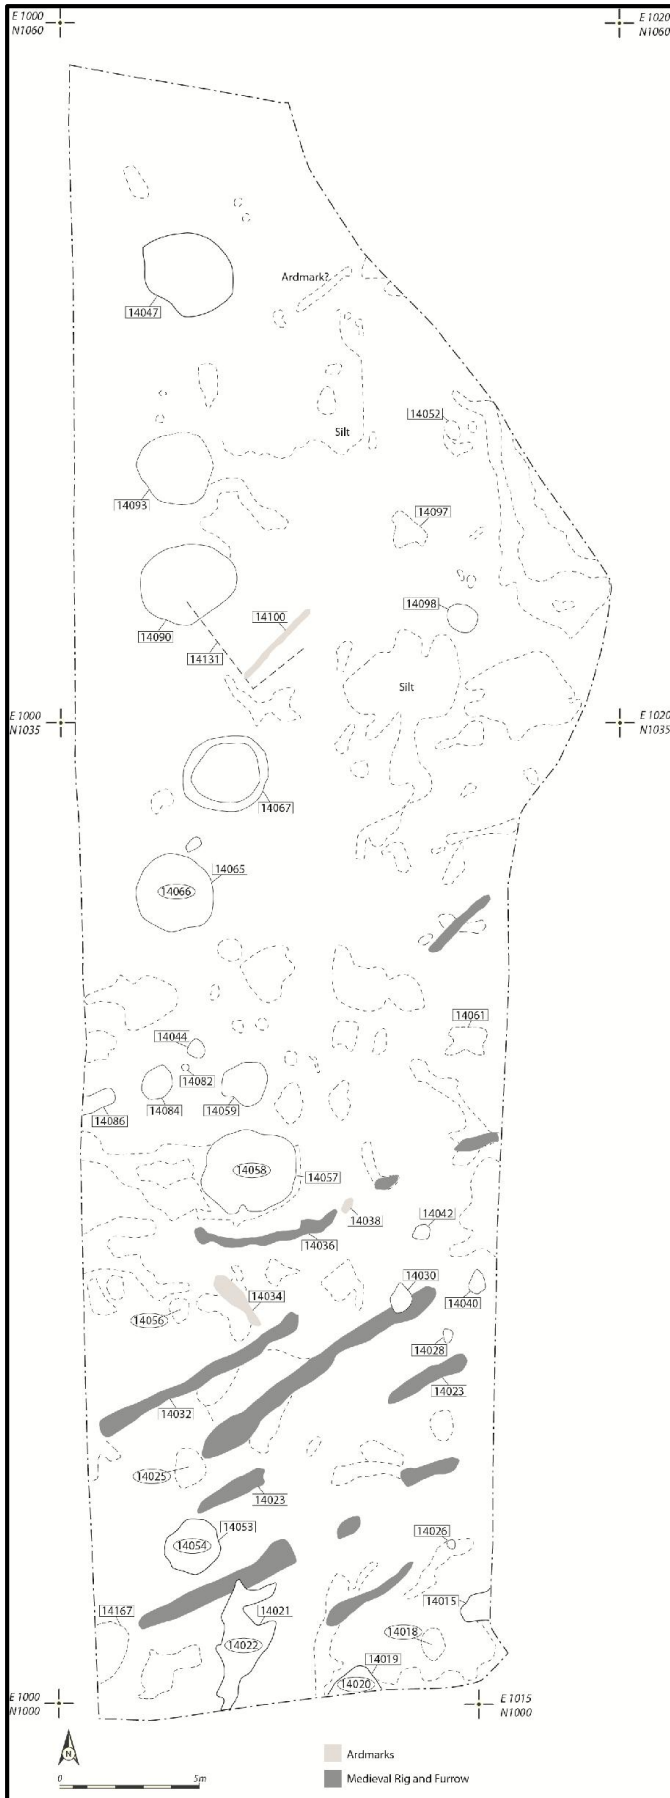 E 1000
N1060
E 1020
N1060
Ardmark?
14047
14052
Silt
14093
14097
14100
14098
14090
14131
Silt
E 1000
N1035
E 1020
N1035
14067
14065
14066
14061
14044
14082
14084
14059
14086
14058
14057
14038
14042
14036
14030
14040
14034
14056
14028
14023
14032
14025
14023
14053
14054
14026
14015
14167
14021
14018
14022
14019
14020
E 1000
N1000
E 1015
N1000
N
0 5m
Ardmarks
Medieval Rig and Furrow